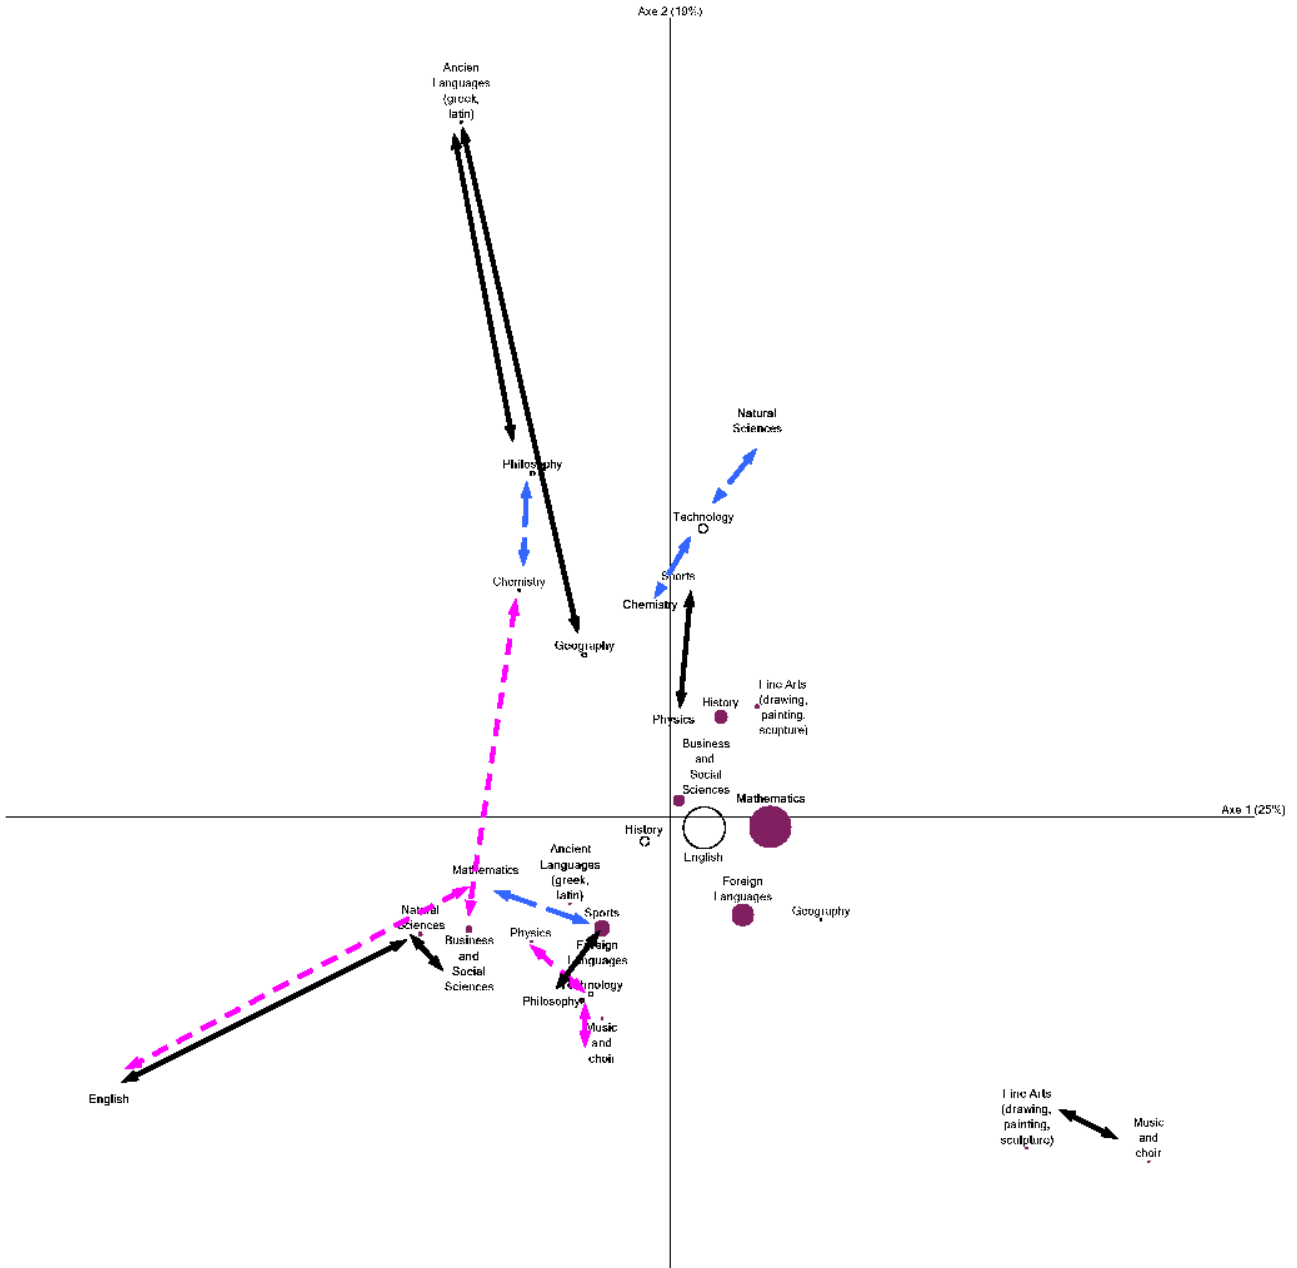 Axe 2 (19%)
Ancien
Languages
(greek,
latin)
Natural
Sciences
Philosophy
Technology
Sports
Chemistry
Chemistry
Geography
Fine Arts
(drawing,
painting,
scupture)
History
Physics
Business
and
Social
Sciences
Mathematics
Axe 1 (25%)
History
English
Ancient
Languages
(greek,
latin)
Mathematics
Foreign
Languages
Geography
Natural
Sciences
Sports
Physics
Business
and
Social
Sciences
Foreign
Languages
Technology
Philosophy
Music
and
choir
English
Fine Arts
(drawing,
painting,
sculpture)
Music
and
choir